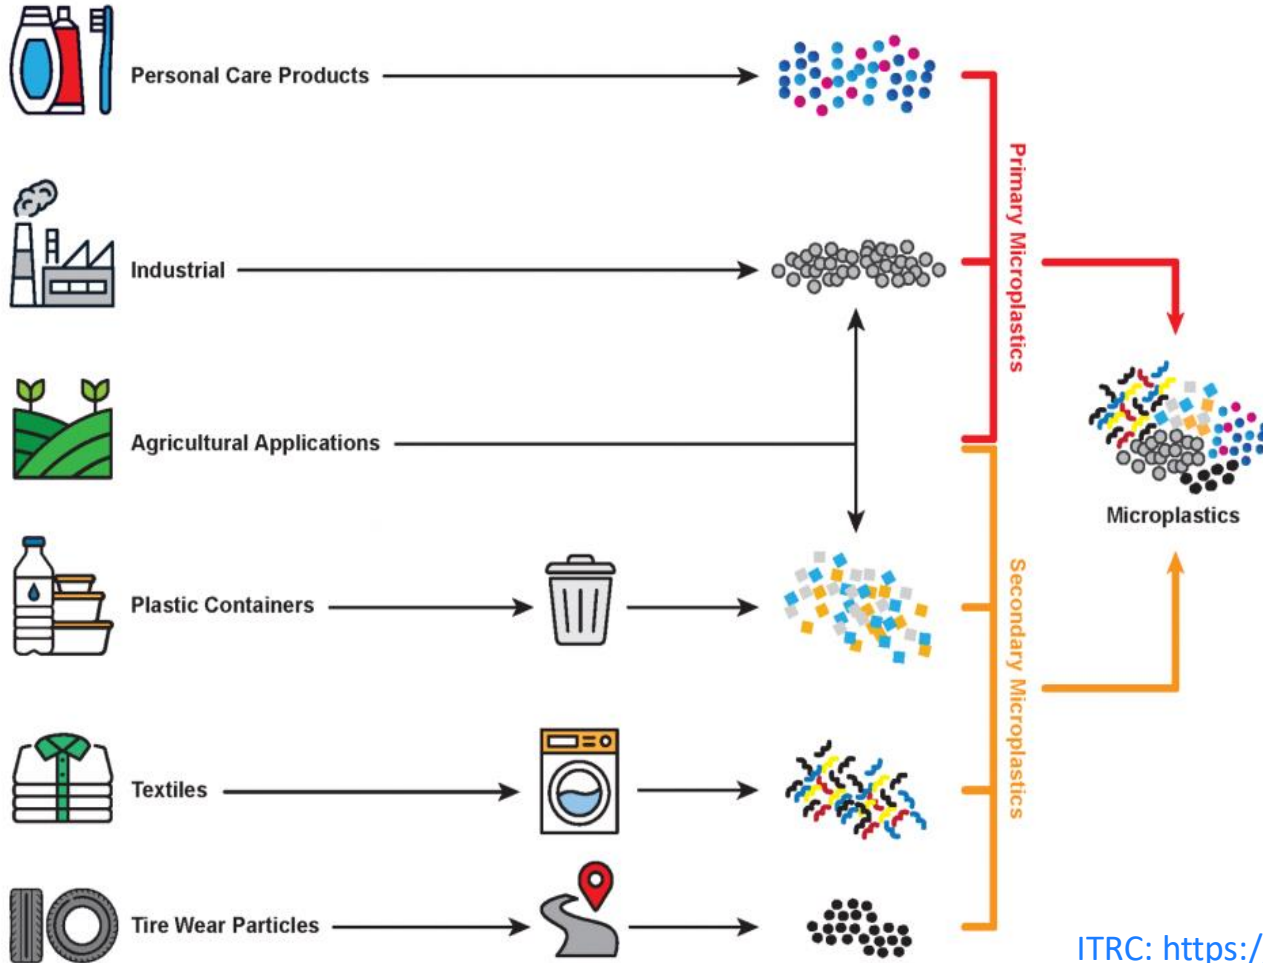 Personal Care Products
Primary Microplastics
Industrial
Agricultural Applications
Microplastics
Plastic Containers
Secondary Microplastics
Textiles
Tire Wear Particles
ITRC: https:/